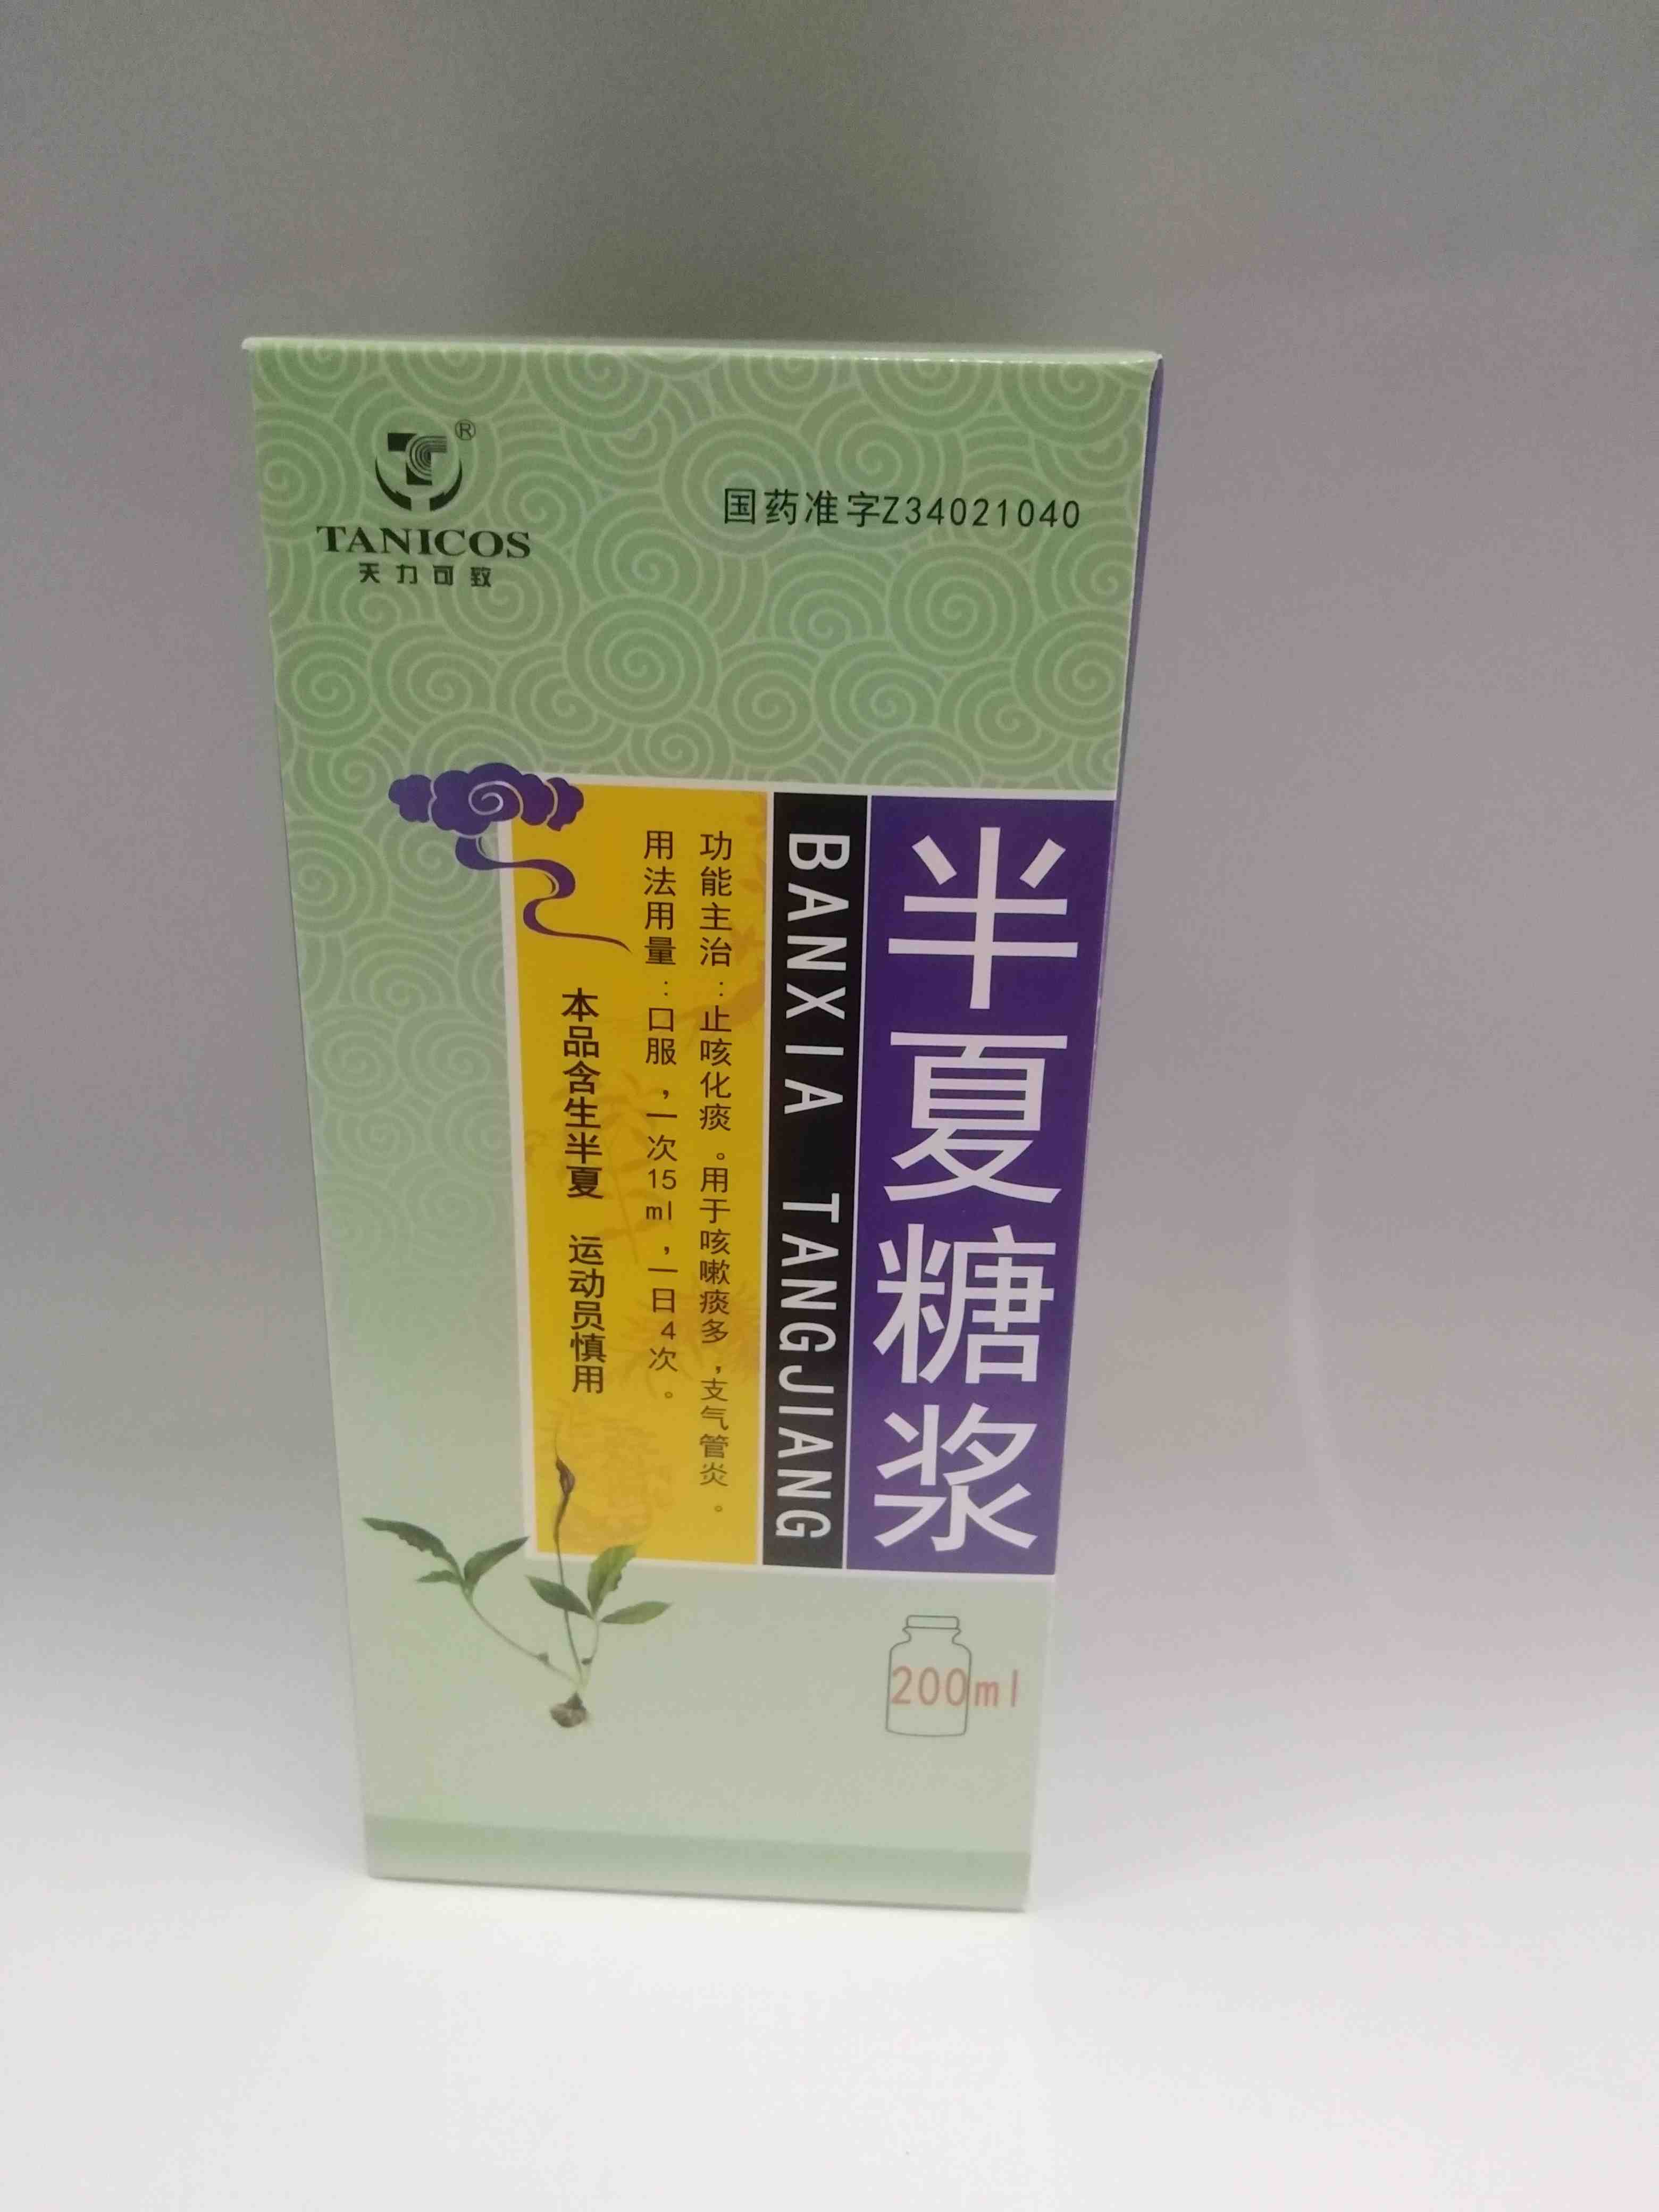 TANICOS
天力可致
国药准字Z34021040
半夏糖浆
BANXIA TANGJIANG
功能主治：止咳化痰。用于咳嗽痰多，支气管炎。
用法用量：口服，一次15ml，一日4次。
本品含生半夏 运动员慎用
200ml